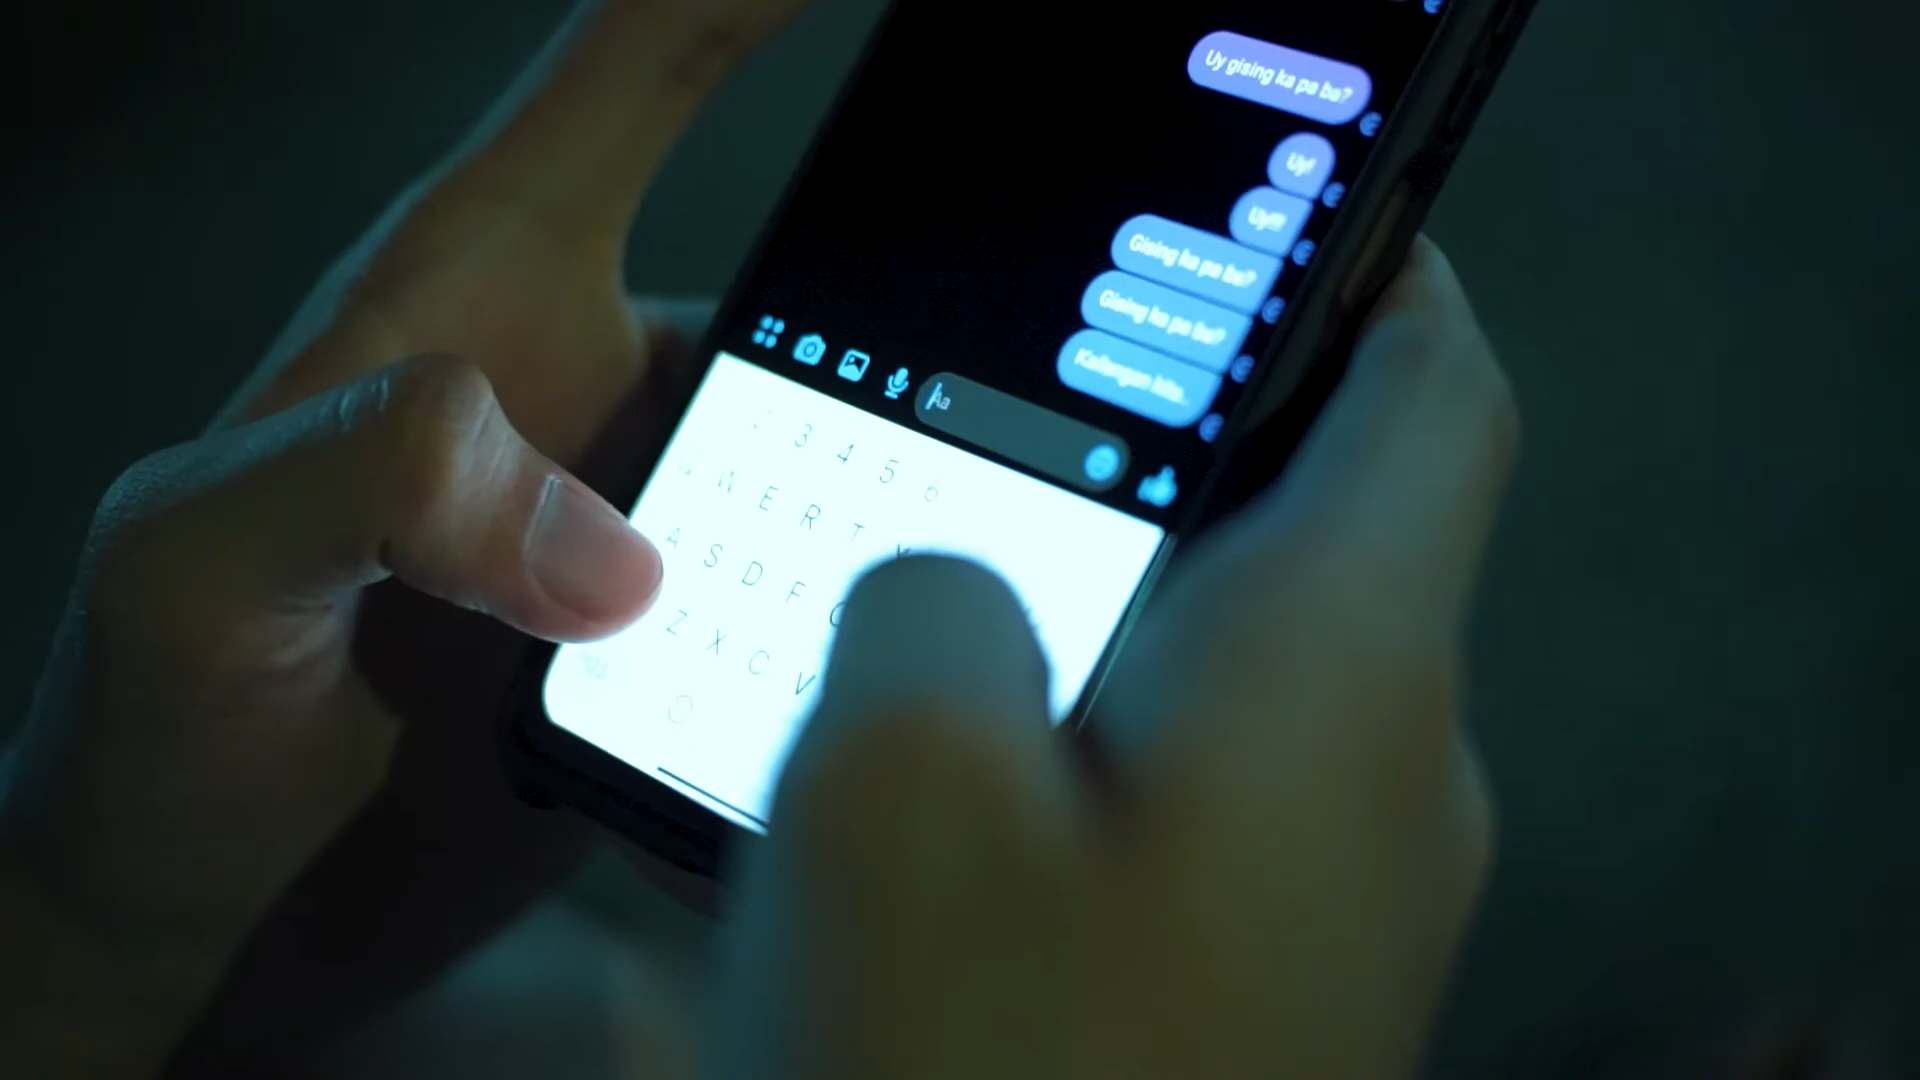 Uy gising ka pa ba?
Uy!
Uy!!!
Gising ka pa ba?
Gising ka pa ba?
Kailangan kita..
Aa
3 4 5 6
W E R T Y
A S D F G
Z X C V